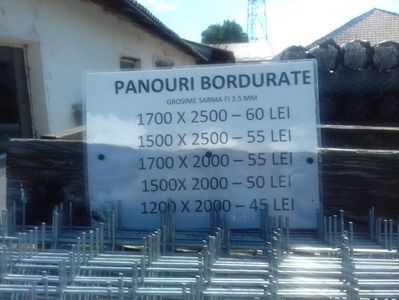 PANOURI BORDURATE
GROSIME SARMA FI 3.5 MM
1700 X 2500 – 60 LEI
1500 X 2500 – 55 LEI
1700 X 2000 – 55 LEI
1500X 2000 – 50 LEI
1200 X 2000 – 45 LEI